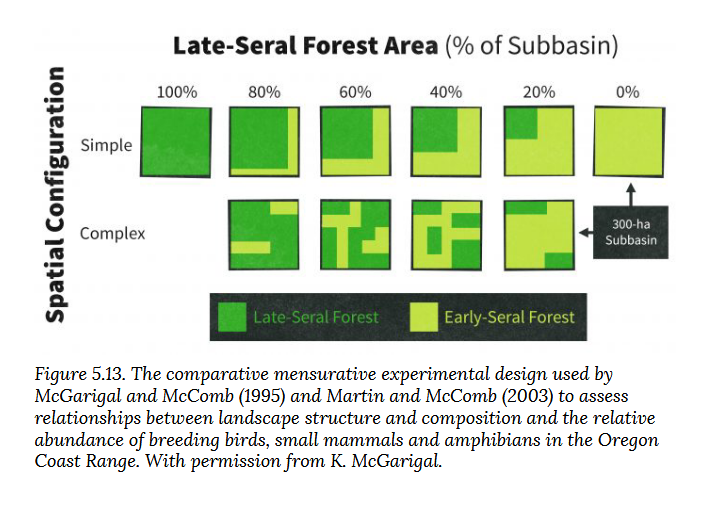 Late-Seral Forest Area (% of Subbasin)
100% 80% 60% 40% 20% 0%
Spatial Configuration
Simple
Complex
300-ha
Subbasin
Late-Seral Forest Early-Seral Forest
Figure 5.13. The comparative mensurative experimental design used by
McGarigal and McComb (1995) and Martin and McComb (2003) to assess
relationships between landscape structure and composition and the relative
abundance of breeding birds, small mammals and amphibians in the Oregon
Coast Range. With permission from K. McGarigal.